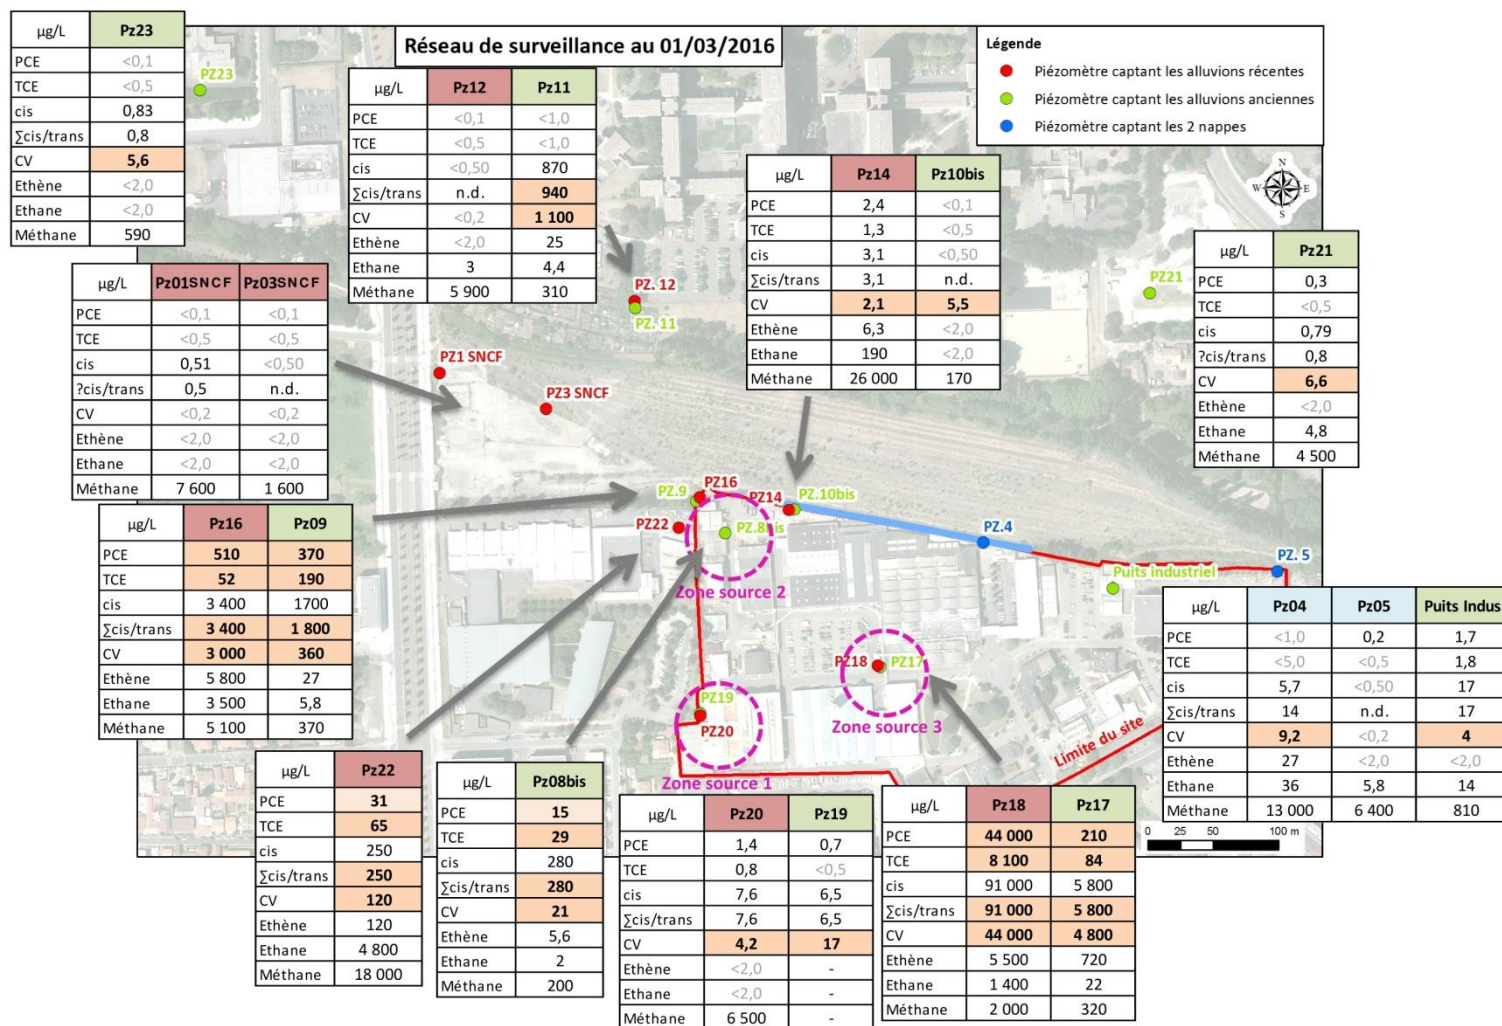 Réseau de surveillance au 01/03/2016
Légende
Piézomètre captant les alluvions récentes
Piézomètre captant les alluvions anciennes
Piézomètre captant les 2 nappes
N
W E
S
µg/L Pz23
PCE <0,1
TCE <0,5
cis 0,83
∑cis/trans 0,8
CV 5,6
Ethène <2,0
Ethane <2,0
Méthane 590
µg/L Pz12 Pz11
PCE <0,1 <1,0
TCE <0,5 <1,0
cis <0,50 870
∑cis/trans n.d. 940
CV <0,2 1 100
Ethène <2,0 25
Ethane 3 4,4
Méthane 5 900 310
µg/L Pz14 Pz10bis
PCE 2,4 <0,1
TCE 1,3 <0,5
cis 3,1 <0,50
∑cis/trans 3,1 n.d.
CV 2,1 5,5
Ethène 6,3 <2,0
Ethane 190 <2,0
Méthane 26 000 170
µg/L Pz21
PCE 0,3
TCE <0,5
cis 0,79
?cis/trans 0,8
CV 6,6
Ethène <2,0
Ethane 4,8
Méthane 4 500
µg/L Pz01SNCF Pz03SNCF
PCE <0,1 <0,1
TCE <0,5 <0,5
cis 0,51 <0,50
?cis/trans 0,5 n.d.
CV <0,2 <0,2
Ethène <2,0 <2,0
Ethane <2,0 <2,0
Méthane 7 600 1 600
µg/L Pz16 Pz09
PCE 510 370
TCE 52 190
cis 3 400 1700
∑cis/trans 3 400 1 800
CV 3 000 360
Ethène 5 800 27
Ethane 3 500 5,8
Méthane 5 100 370
PZ23
PZ. 12
PZ. 11
PZ21
PZ1 SNCF
PZ3 SNCF
PZ.9
PZ16
PZ14
PZ.10bis
PZ22
PZ.8bis
PZ.4
PZ. 5
Puits industriel
Zone source 2
PZ18
PZ17
Zone source 3
PZ19
PZ20
Zone source 1
Limite du site
µg/L Pz04 Pz05 Puits Indus
PCE <1,0 0,2 1,7
TCE <5,0 <0,5 1,8
cis 5,7 <0,50 17
∑cis/trans 14 n.d. 17
CV 9,2 <0,2 4
Ethène 27 <2,0 <2,0
Ethane 36 5,8 14
Méthane 13 000 6 400 810
0 25 50 100 m
µg/L Pz22
PCE 31
TCE 65
cis 250
∑cis/trans 250
CV 120
Ethène 120
Ethane 4 800
Méthane 18 000
µg/L Pz08bis
PCE 15
TCE 29
cis 280
∑cis/trans 280
CV 21
Ethène 5,6
Ethane 2
Méthane 200
µg/L Pz20 Pz19
PCE 1,4 0,7
TCE 0,8 <0,5
cis 7,6 6,5
∑cis/trans 7,6 6,5
CV 4,2 17
Ethène <2,0 -
Ethane <2,0 -
Méthane 6 500 -
µg/L Pz18 Pz17
PCE 44 000 210
TCE 8 100 84
cis 91 000 5 800
∑cis/trans 91 000 5 800
CV 44 000 4 800
Ethène 5 500 720
Ethane 1 400 22
Méthane 2 000 320